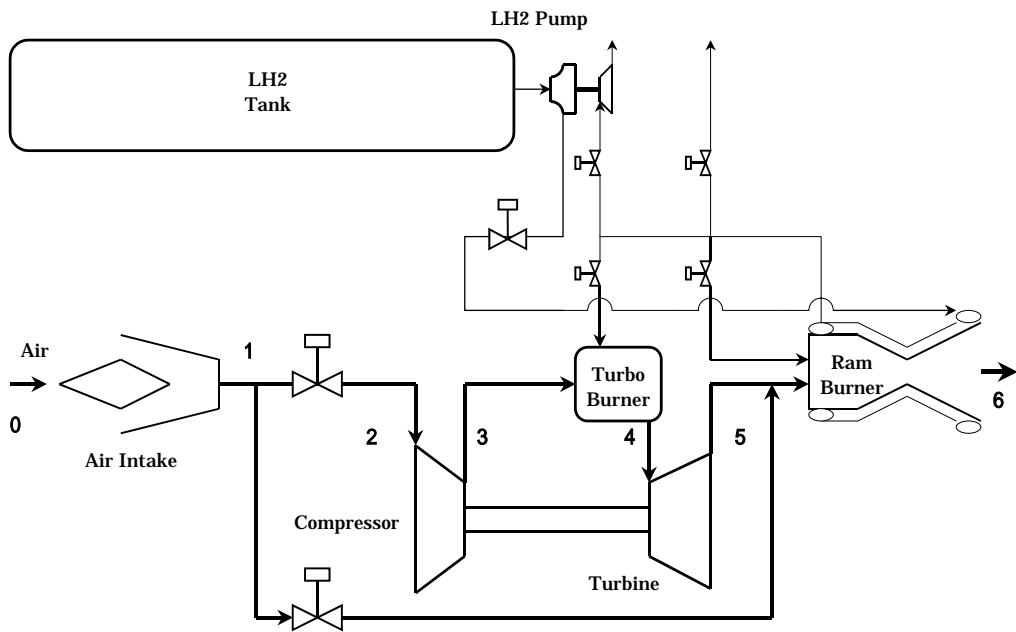 LH2 Pump
LH2
Tank
Air
1
0
Air Intake
2
3
Turbo
Burner
4
5
Ram
Burner
6
Compressor
Turbine